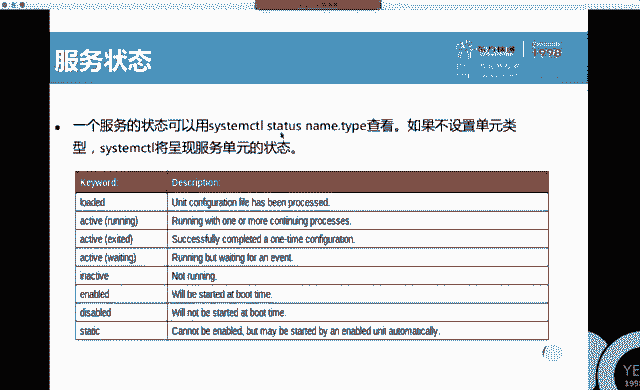 服务状态
• 一个服务的状态可以用systemctl status name.type查看。如果不设置单元类
型，systemctl将呈现服务单元的状态。
Keyword Description
loaded Unit configuration file has been processed.
active (running) Running with one or more continuing processes.
active (exited) Successfully completed a one-time configuration.
active (waiting) Running but waiting for an event.
inactive Not running.
enabled Will be started at boot time.
disabled Will not be started at boot time.
static Cannot be enabled, but may be started by an enabled unit automatically.
YE